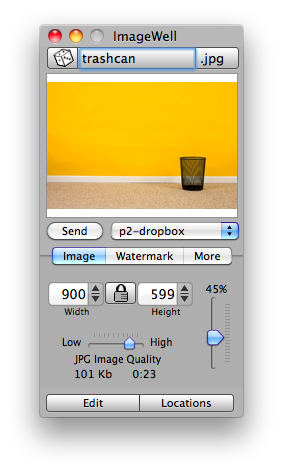 ImageWell
trashcan .jpg
Send p2-dropbox
Image Watermark More
900 599 45%
Width Height
Low High
JPG Image Quality
101 Kb 0:23
Edit Locations